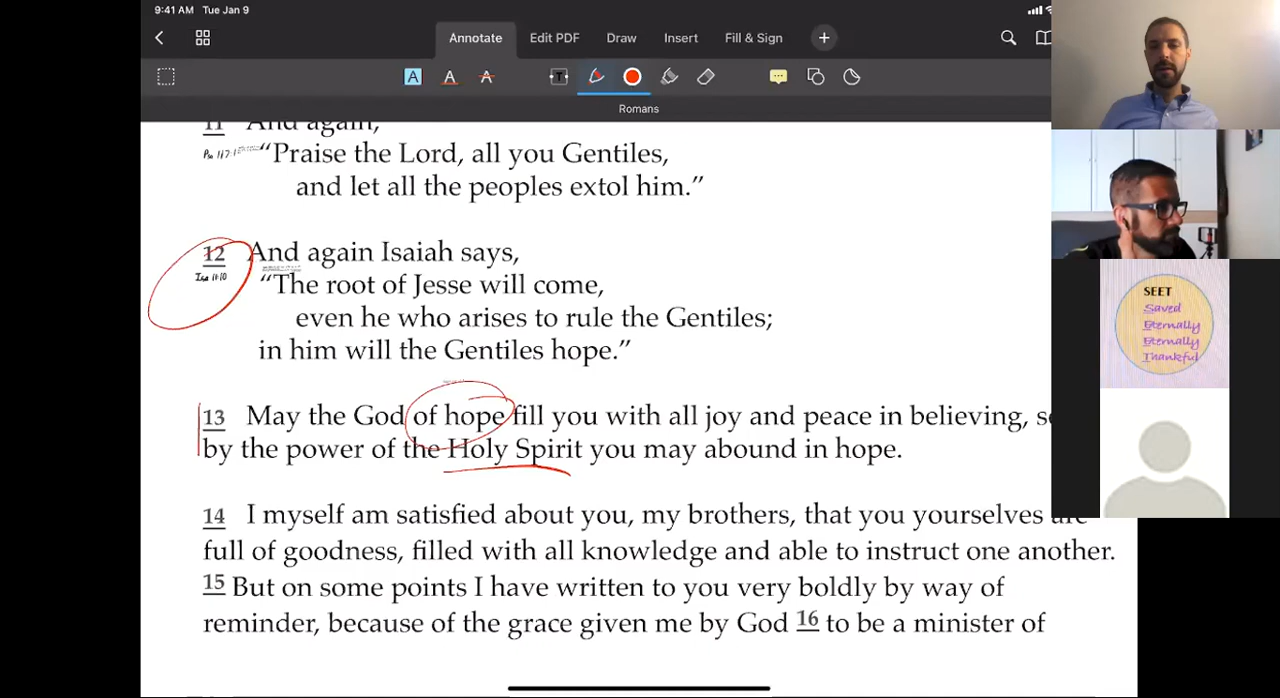 9:41 AM Tue Jan 9
Annotate Edit PDF Draw Insert Fill & Sign
A A A T
Romans
11 And again,
Psa 117:1 “Praise the Lord, all you Gentiles,
and let all the peoples extol him.”
12 And again Isaiah says,
Isa 11:10 “The root of Jesse will come,
even he who arises to rule the Gentiles;
in him will the Gentiles hope.”
13 May the God of hope fill you with all joy and peace in believing,
by the power of the Holy Spirit you may abound in hope.
14 I myself am satisfied about you, my brothers, that you yourselves are
full of goodness, filled with all knowledge and able to instruct one another.
15 But on some points I have written to you very boldly by way of
reminder, because of the grace given me by God 16 to be a minister of
SEET
Saved
Eternally
Eternally
Thankful